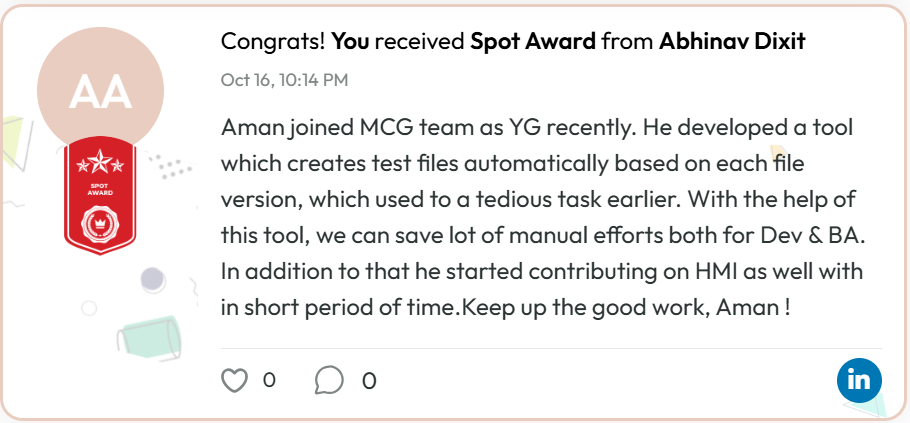 Congrats! You received Spot Award from Abhinav Dixit
Oct 16, 10:14 PM
AA
SPOT
AWARD
Aman joined MCG team as YG recently. He developed a tool
which creates test files automatically based on each file
version, which used to a tedious task earlier. With the help of
this tool, we can save lot of manual efforts both for Dev & BA.
In addition to that he started contributing on HMI as well with
in short period of time.Keep up the good work, Aman !
0 0
in